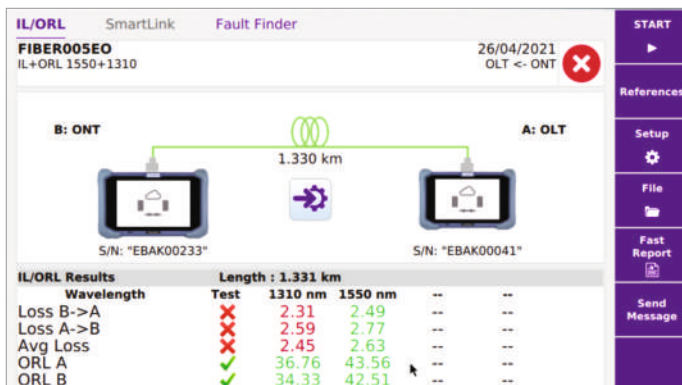 IL/ORL SmartLink Fault Finder
FIBER005EO
IL+ORL 1550+1310
26/04/2021
OLT <- ONT
B: ONT
A: OLT
1.330 km
S/N: "EBAK00233"
S/N: "EBAK00041"
IL/ORL Results Length : 1.331 km
Wavelength Test 1310 nm 1550 nm -- --
Loss B->A 2.31 2.49 -- --
Loss A->B 2.59 2.77 -- --
Avg Loss 2.45 2.63 -- --
ORL A 36.76 43.56 -- --
ORL B 34.33 42.51 -- --
START
References
Setup
File
Fast
Report
Send
Message